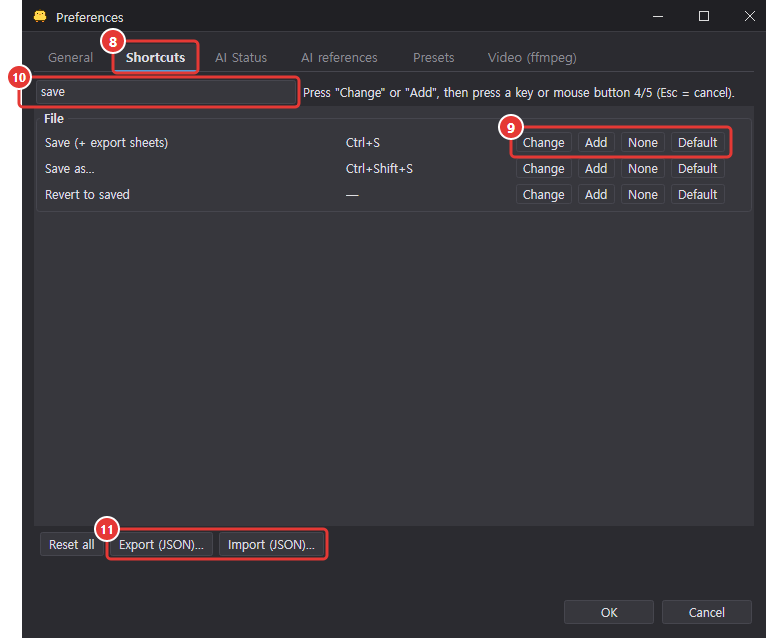 Preferences
8
General Shortcuts AI Status AI references Presets Video (ffmpeg)
10
save Press "Change" or "Add", then press a key or mouse button 4/5 (Esc = cancel).
File
9
Save (+ export sheets) Ctrl+S Change Add None Default
Save as... Ctrl+Shift+S Change Add None Default
Revert to saved — Change Add None Default
11
Reset all Export (JSON)... Import (JSON)...
OK Cancel